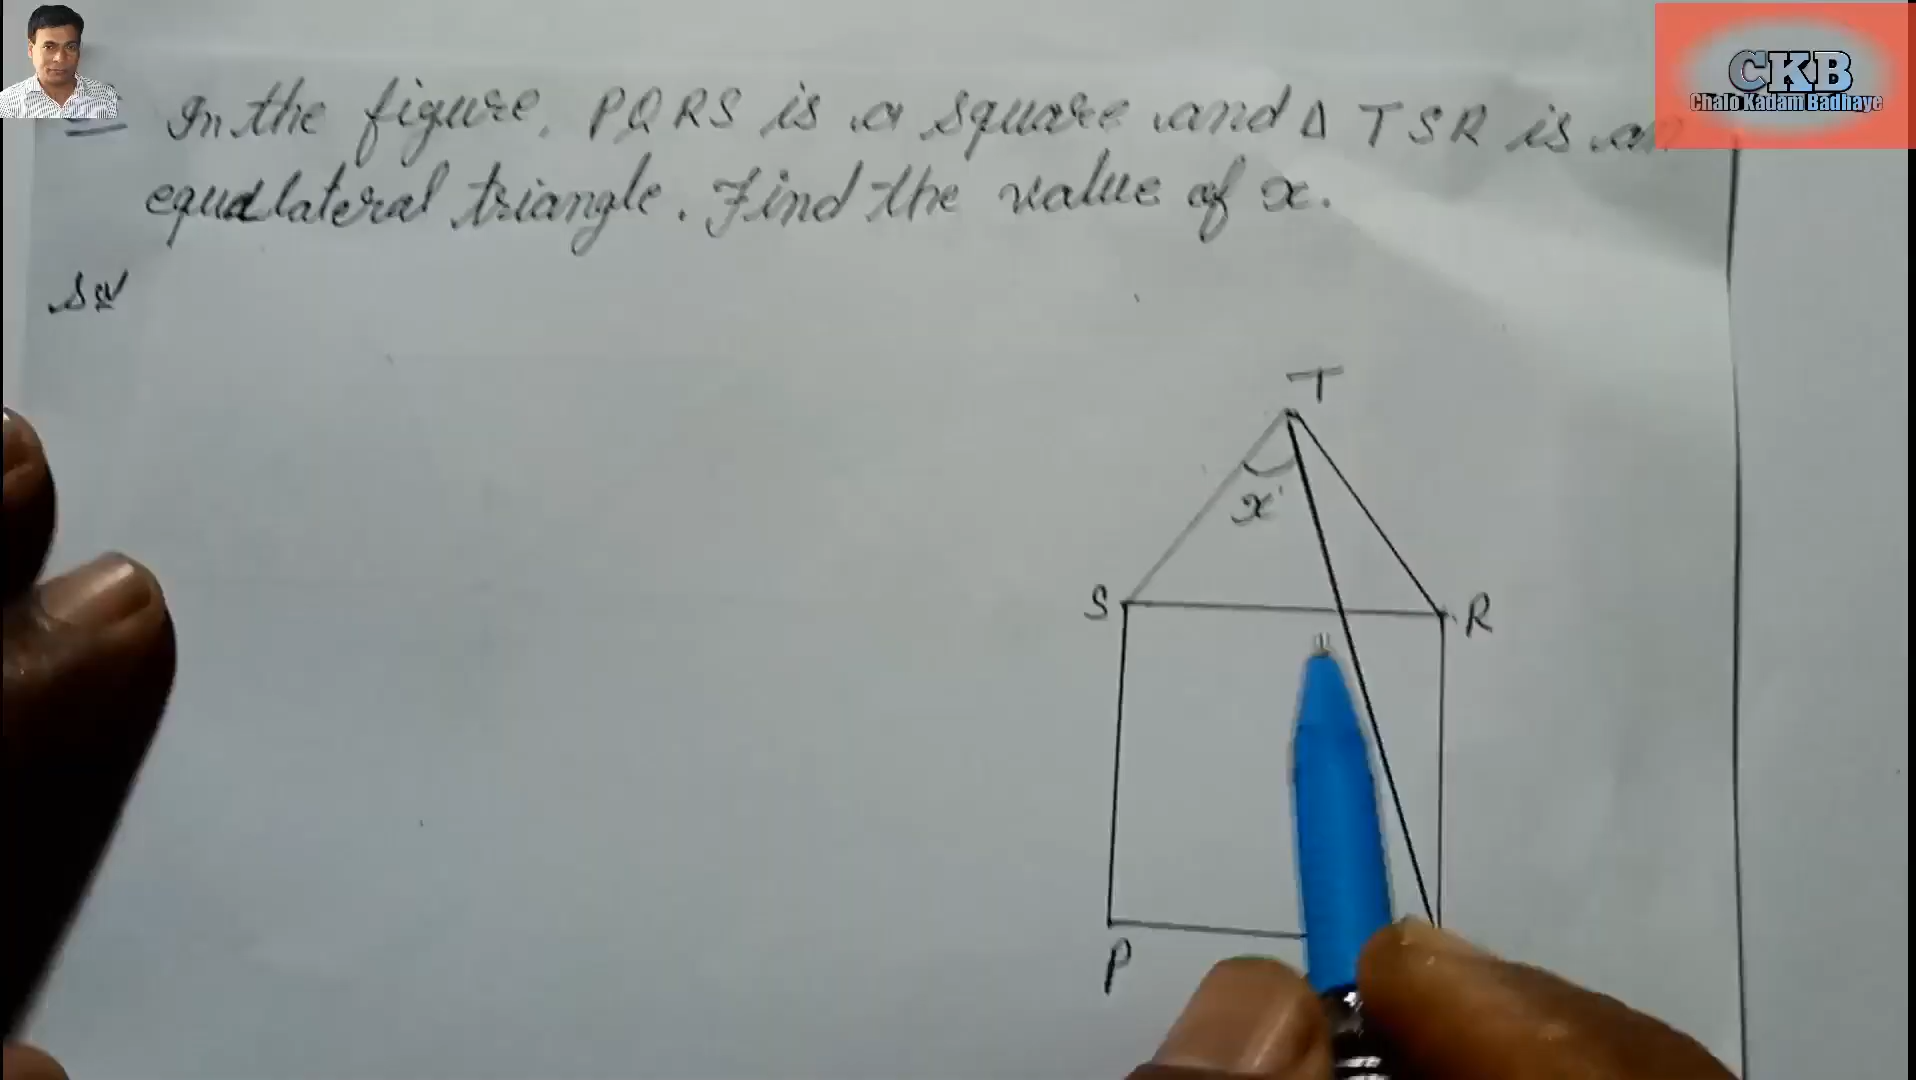 CKB
Chalo Kadam Badhaye
In the figure, PQRS is a square and Δ TSR is an
equalateral triangle. Find the value of x.
Sol
T
x
S
R
P